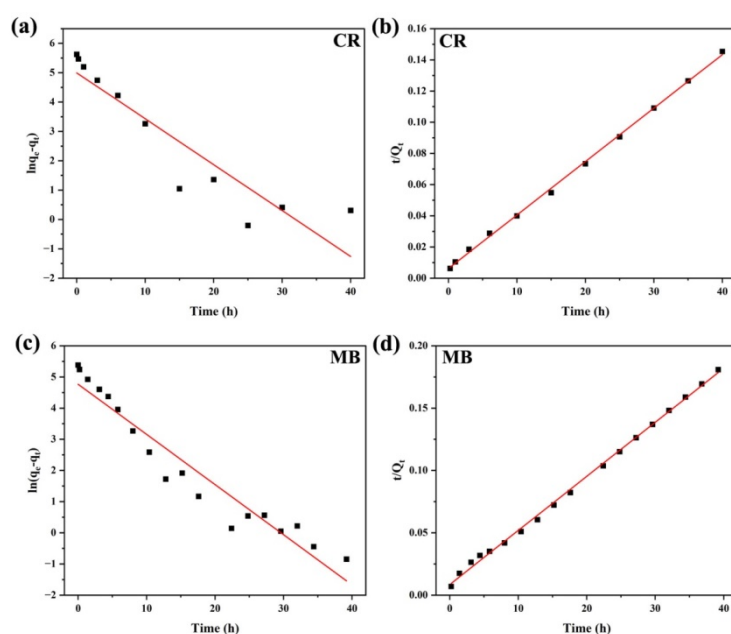 (a)
CR
lnqe-qt)
6
5
4
3
2
1
0
−1
−2
0 10 20 30 40
Time (h)
(b)
CR
t/Qt
0.16
0.14
0.12
0.10
0.08
0.06
0.04
0.02
0.00
0 10 20 30 40
Time (h)
(c)
MB
ln(qe-qt)
6
5
4
3
2
1
0
−1
−2
0 10 20 30 40
Time (h)
(d)
MB
t/Qt
0.20
0.15
0.10
0.05
0.00
0 10 20 30 40
Time (h)